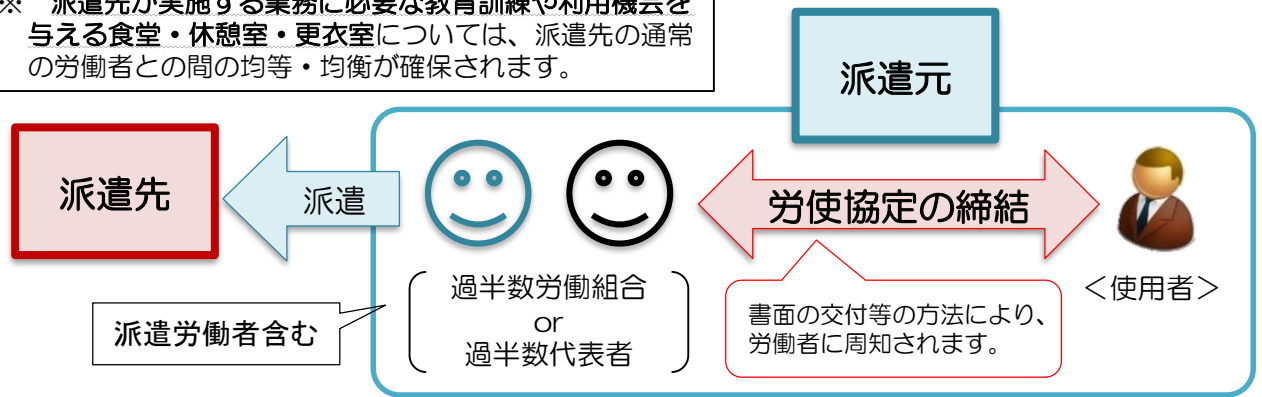 ※　派遣先が実施する業務に必要な教育訓練や利用機会を
与える食堂・休憩室・更衣室については、派遣先の通常
の労働者との間の均等・均衡が確保されます。
派遣元
派遣先
派遣
労使協定の締結
過半数労働組合
or
過半数代表者
＜使用者＞
派遣労働者含む
書面の交付等の方法により、
労働者に周知されます。